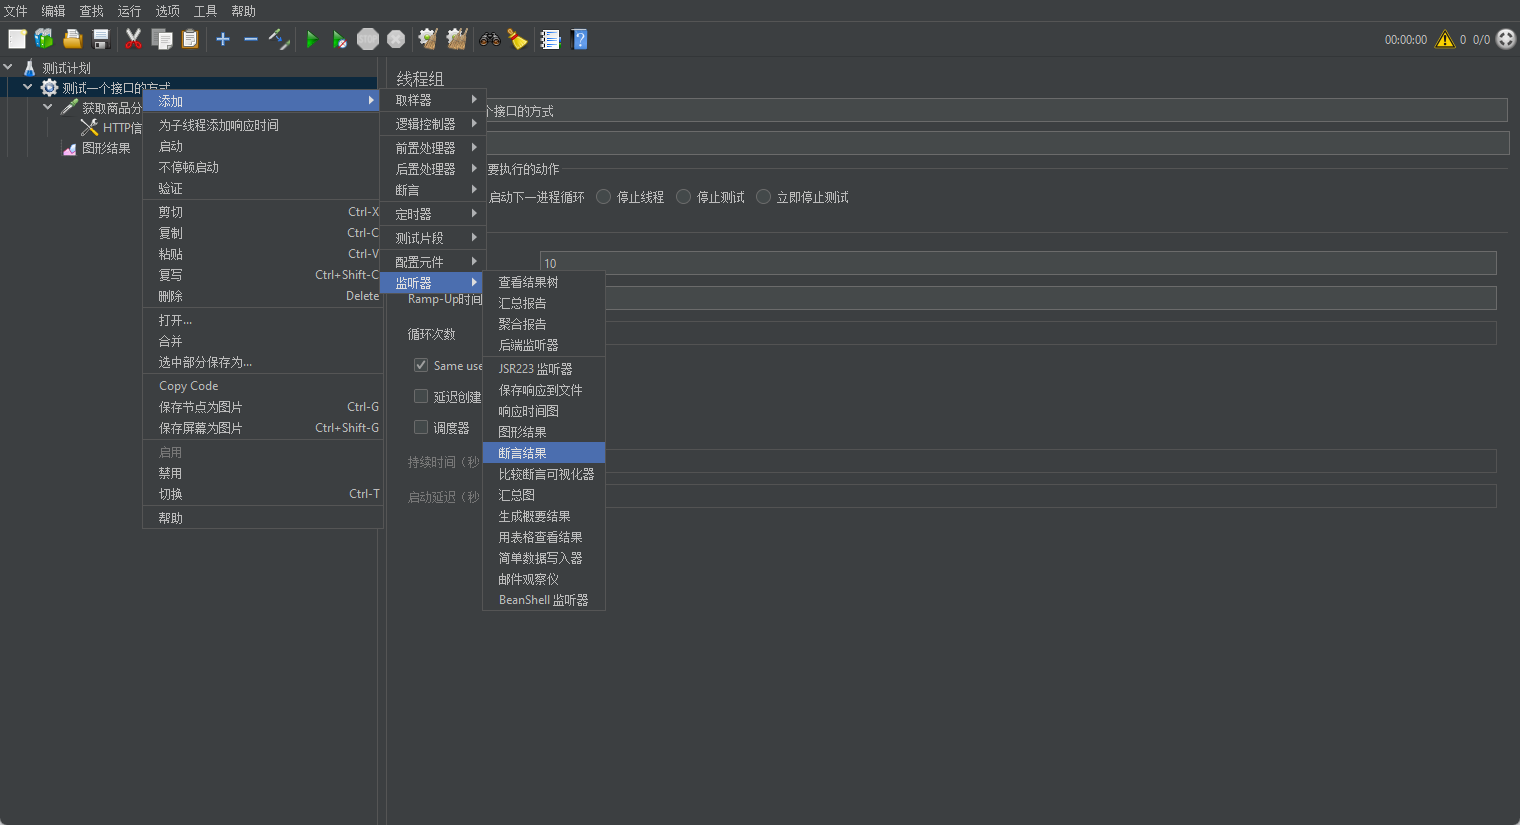 文件 编辑 查找 运行 选项 工具 帮助
00:00:00 0 0/0
测试计划
测试一个接口的方式
获取商品分
HTTP信
图形结果
添加
为子线程添加响应时间
启动
不停顿启动
验证
剪切 Ctrl-X
复制 Ctrl-C
粘贴 Ctrl-V
复写 Ctrl+Shift-C
删除 Delete
打开...
合并
选中部分保存为...
Copy Code
保存节点为图片 Ctrl-G
保存屏幕为图片 Ctrl+Shift-G
启用
禁用
切换 Ctrl-T
帮助
取样器
逻辑控制器
前置处理器
后置处理器
断言
定时器
测试片段
配置元件
监听器
查看结果树
汇总报告
聚合报告
后端监听器
JSR223 监听器
保存响应到文件
响应时间图
图形结果
断言结果
比较断言可视化器
汇总图
生成概要结果
用表格查看结果
简单数据写入器
邮件观察仪
BeanShell 监听器
线程组
个接口的方式
要执行的动作
启动下一进程循环 停止线程 停止测试 立即停止测试
10
Ramp-Up时间
循环次数
Same use
延迟创建
调度器
持续时间（秒
启动延迟（秒